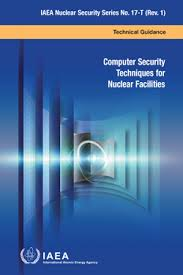 IAEA Nuclear Security Series No. 17-T (Rev. 1)
Technical Guidance
Computer Security
Techniques for
Nuclear Facilities
IAEA
International Atomic Energy Agency